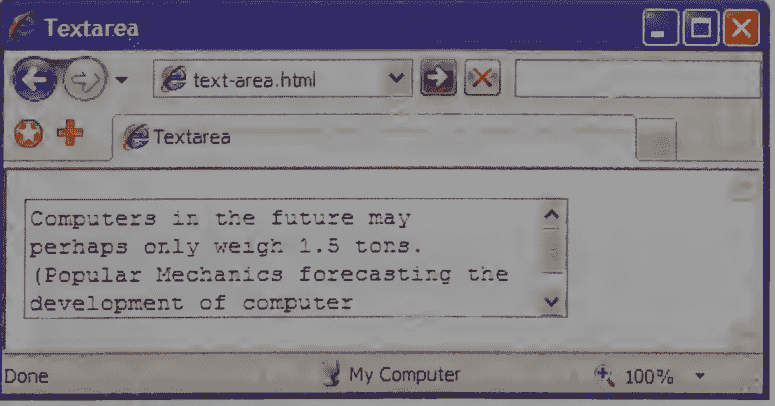 Textarea
text-area.html
Textarea
Computers in the future may
perhaps only weigh 1.5 tons.
(Popular Mechanics forecasting the
development of computer
Done My Computer 100%